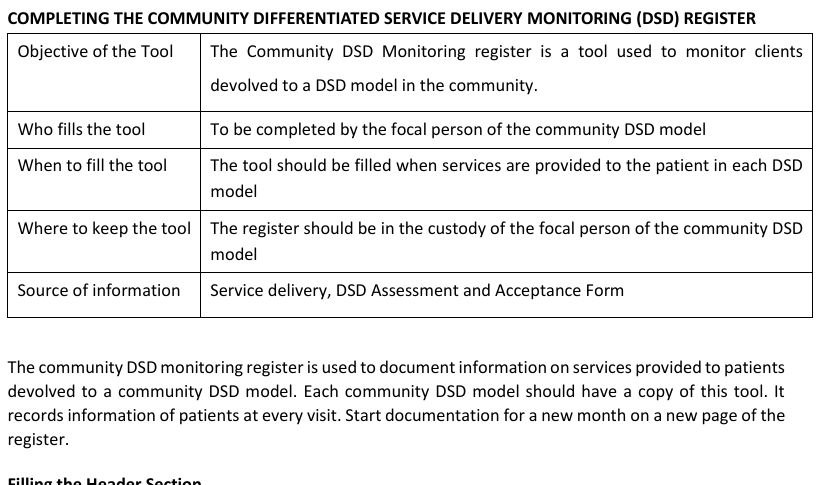 COMPLETING THE COMMUNITY DIFFERENTIATED SERVICE DELIVERY MONITORING (DSD) REGISTER
Objective of the Tool
The Community DSD Monitoring register is a tool used to monitor clients
devolved to a DSD model in the community.
Who fills the tool
To be completed by the focal person of the community DSD model
When to fill the tool
The tool should be filled when services are provided to the patient in each DSD
model
Where to keep the tool
The register should be in the custody of the focal person of the community DSD
model
Source of information
Service delivery, DSD Assessment and Acceptance Form
The community DSD monitoring register is used to document information on services provided to patients
devolved to a community DSD model. Each community DSD model should have a copy of this tool. It
records information of patients at every visit. Start documentation for a new month on a new page of the
register.
Filling the Header Section